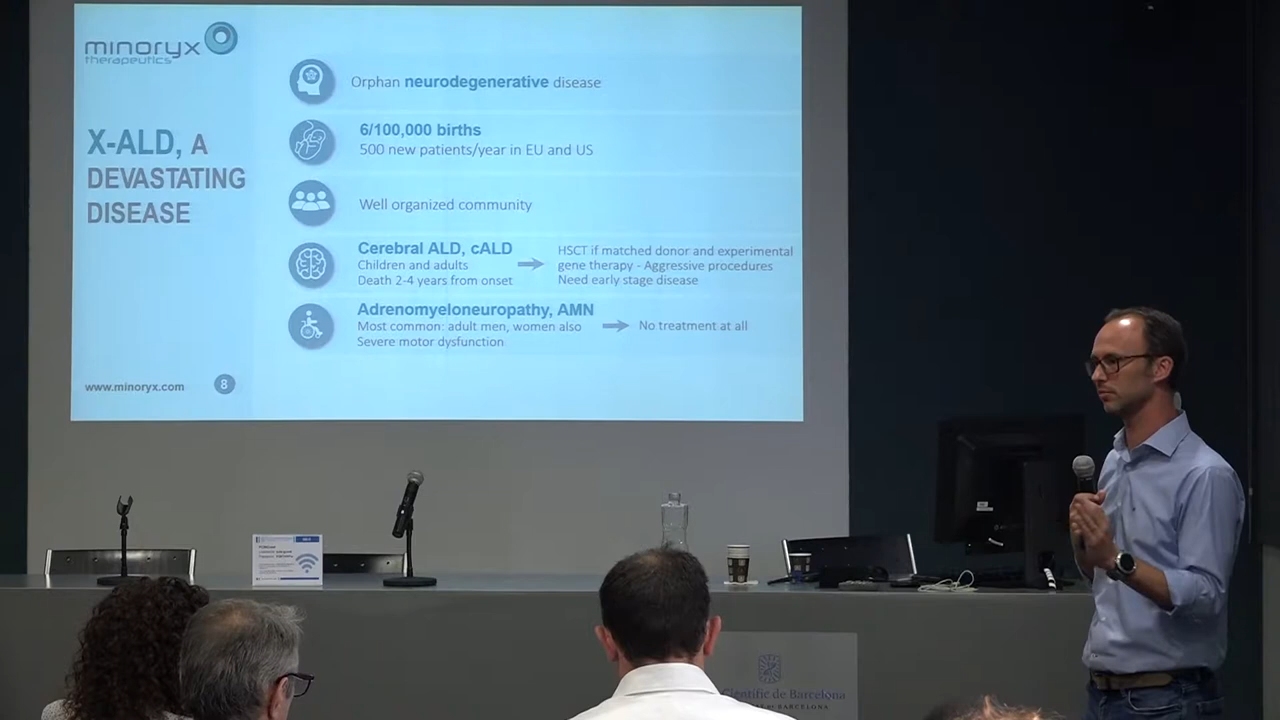 minoryx
therapeutics
X-ALD, A
DEVASTATING
DISEASE
Orphan neurodegenerative disease
6/100,000 births
500 new patients/year in EU and US
Well organized community
Cerebral ALD, cALD
Children and adults
Death 2-4 years from onset
HSCT if matched donor and experimental
gene therapy - Aggressive procedures
Need early stage disease
Adrenomyeloneuropathy, AMN
Most common: adult men, women also
Severe motor dysfunction
No treatment at all
www.minoryx.com
8
Científic de Barcelona
DE BARCELONA